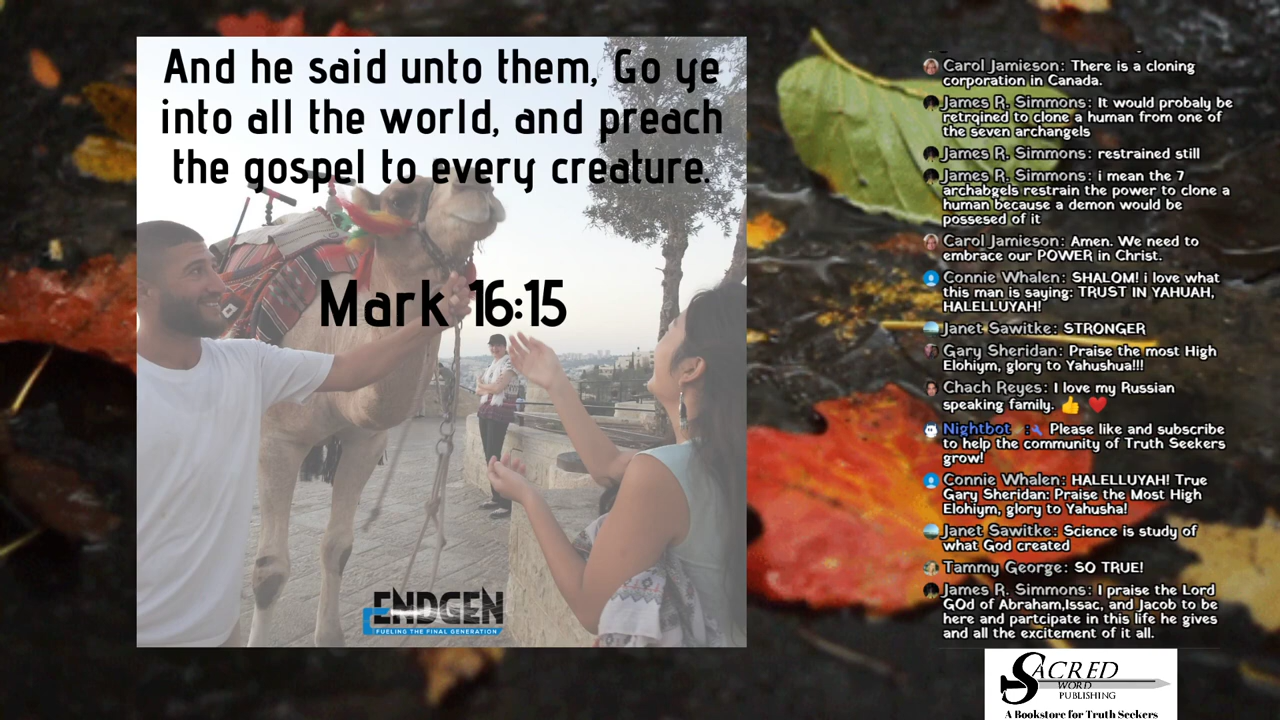 And he said unto them, Go ye
into all the world, and preach
the gospel to every creature.
Mark 16:15
ENDGEN
FUELING THE FINAL GENERATION
Carol Jamieson: There is a cloning
corporation in Canada.
James R. Simmons: It would probaly be
retrqined to clone a human from one of
the seven archangels
James R. Simmons: restrained still
James R. Simmons: i mean the 7
archabgels restrain the power to clone a
human because a demon would be
possesed of it
Carol Jamieson: Amen. We need to
embrace our POWER in Christ.
Connie Whalen: SHALOM! i love what
this man is saying: TRUST IN YAHUAH,
HALELLUYAH!
Janet Sawitke: STRONGER
Gary Sheridan: Praise the most High
Elohiym, glory to Yahushua!!!
Chach Reyes: I love my Russian
speaking family. 👍 ❤️
Nightbot : Please like and subscribe
to help the community of Truth Seekers
grow!
Connie Whalen: HALELLUYAH! True
Gary Sheridan: Praise the Most High
Elohiym, glory to Yahusha!
Janet Sawitke: Science is study of
what God created
Tammy George: SO TRUE!
James R. Simmons: I praise the Lord
GOd of Abraham,Issac, and Jacob to be
here and partcipate in this life he gives
and all the excitement of it all.
SACRED
WORD
PUBLISHING
A Bookstore for Truth Seekers